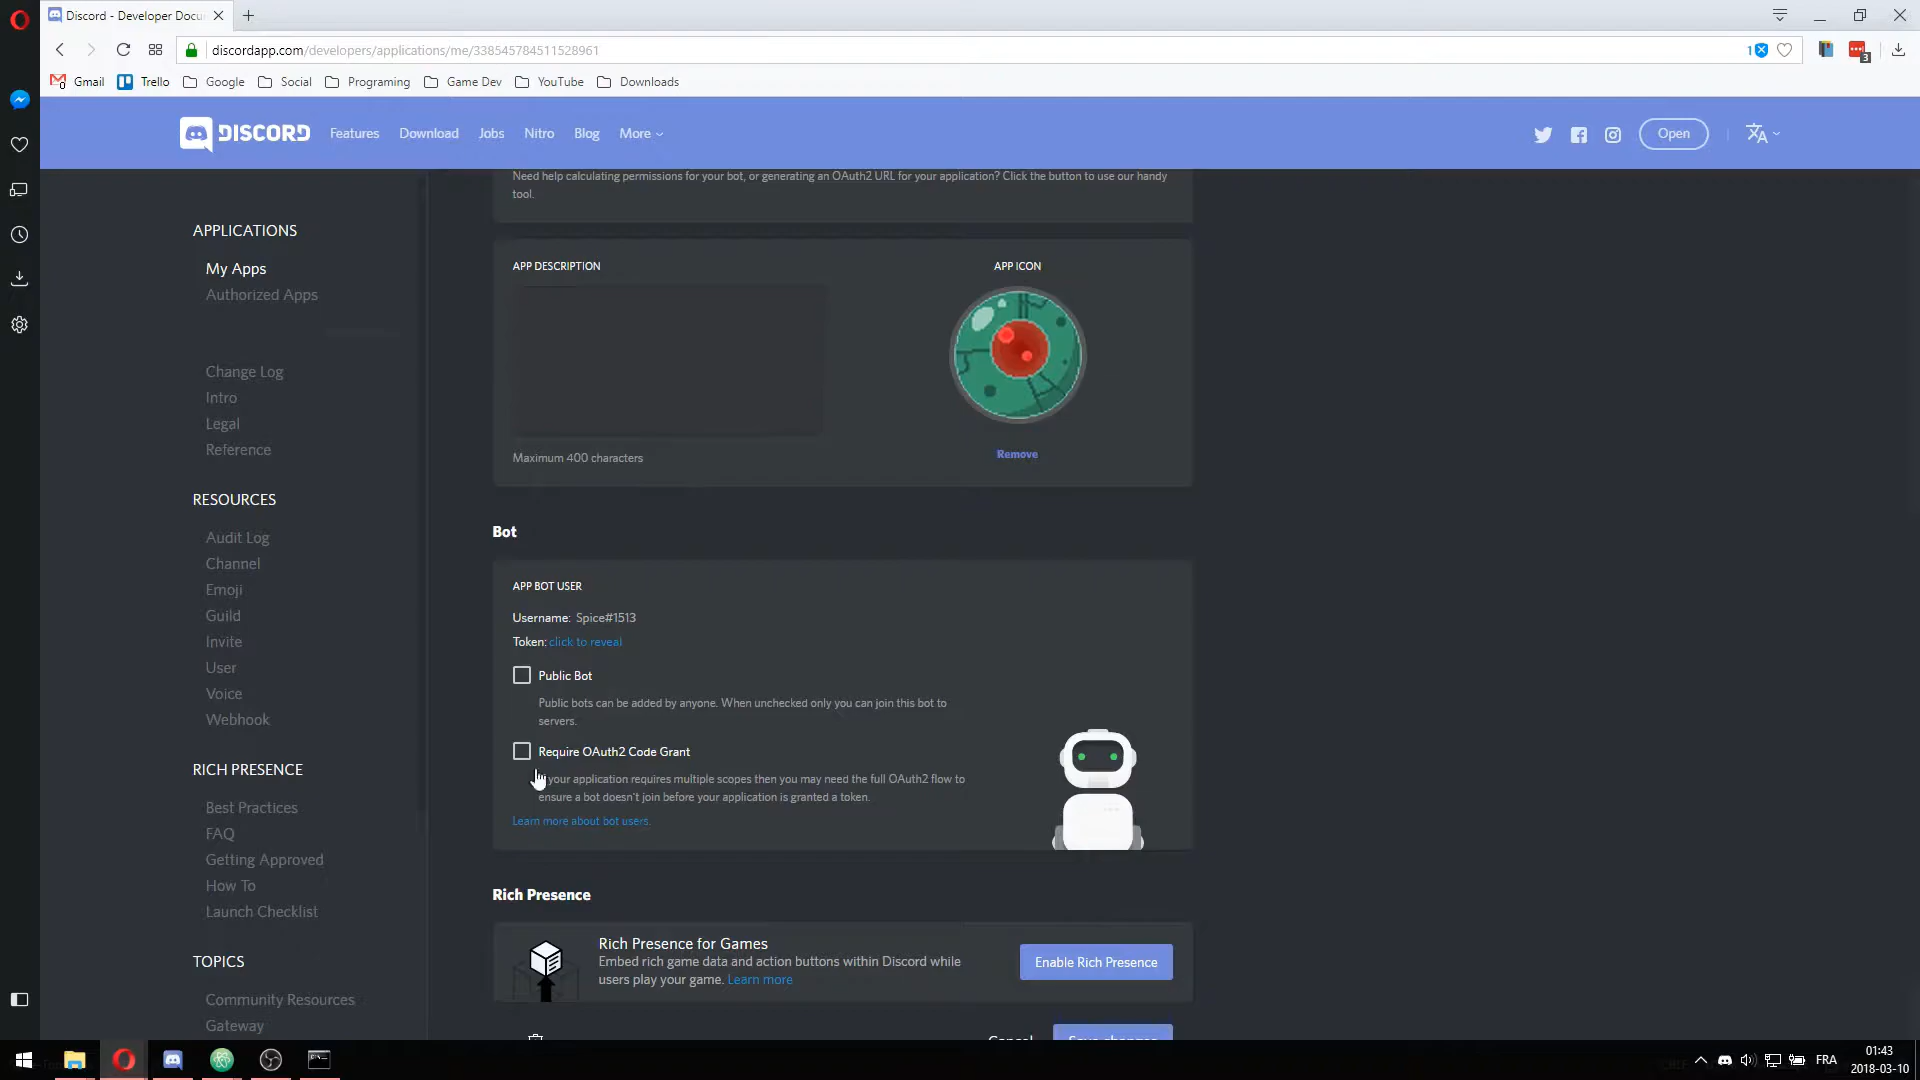 Discord - Developer Docu
discordapp.com/developers/applications/me/338545784511528961
1
3
Gmail
Trello
Google
Social
Programing
Game Dev
YouTube
Downloads
DISCORD
Features
Download
Jobs
Nitro
Blog
More
Open
APPLICATIONS
My Apps
Authorized Apps
Change Log
Intro
Legal
Reference
RESOURCES
Audit Log
Channel
Emoji
Guild
Invite
User
Voice
Webhook
RICH PRESENCE
Best Practices
FAQ
Getting Approved
How To
Launch Checklist
TOPICS
Community Resources
Gateway
Need help calculating permissions for your bot, or generating an OAuth2 URL for your application? Click the button to use our handy
tool.
APP DESCRIPTION
Maximum 400 characters
APP ICON
Remove
Bot
APP BOT USER
Username: Spice#1513
Token: click to reveal
Public Bot
Public bots can be added by anyone. When unchecked only you can join this bot to
servers.
Require OAuth2 Code Grant
your application requires multiple scopes then you may need the full OAuth2 flow to
ensure a bot doesn't join before your application is granted a token.
Learn more about bot users.
Rich Presence
Rich Presence for Games
Embed rich game data and action buttons within Discord while
users play your game. Learn more
Enable Rich Presence
Cancel
Save changes
FRA
01:43
2018-03-10